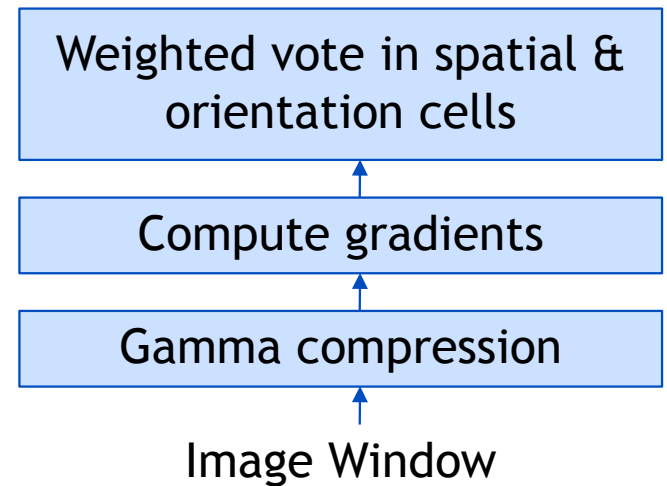 Weighted vote in spatial &
orientation cells
Compute gradients
Gamma compression
Image Window